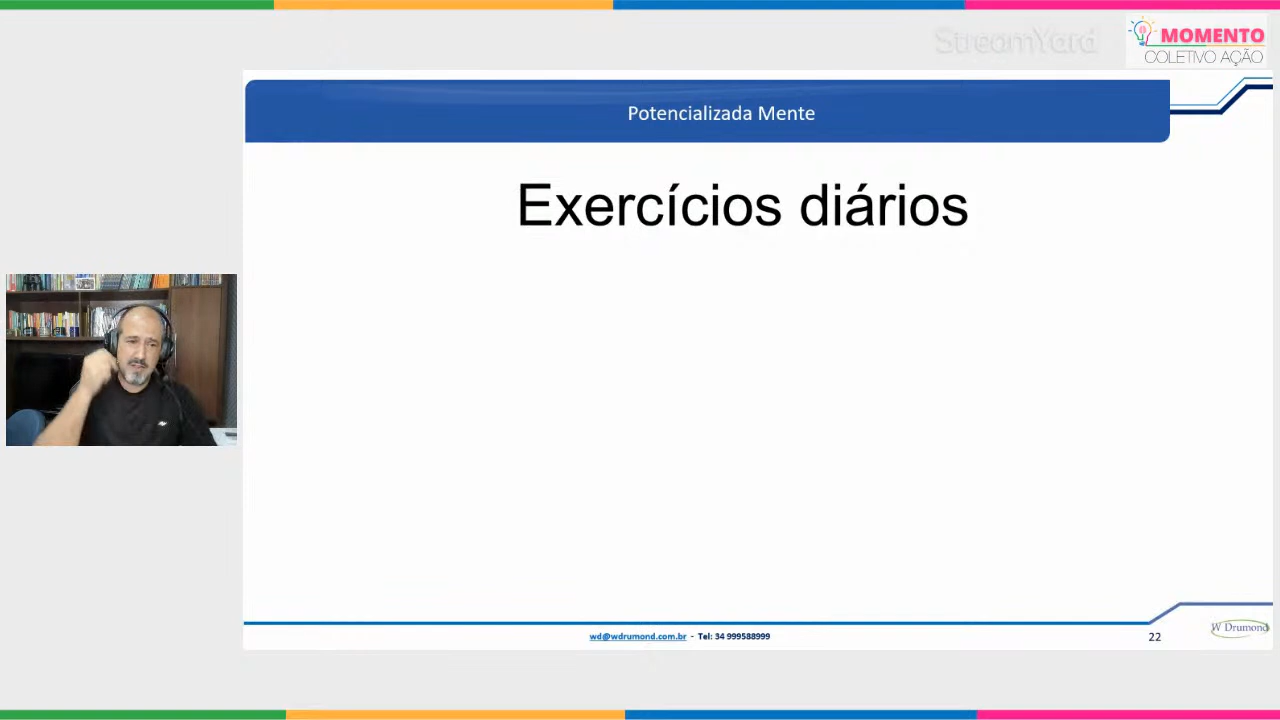 StreamYard
MOMENTO
COLETIVO AÇÃO
Potencializada Mente
Exercícios diários
wd@wdrumond.com.br - Tel: 34 999588999
22
W Drumond